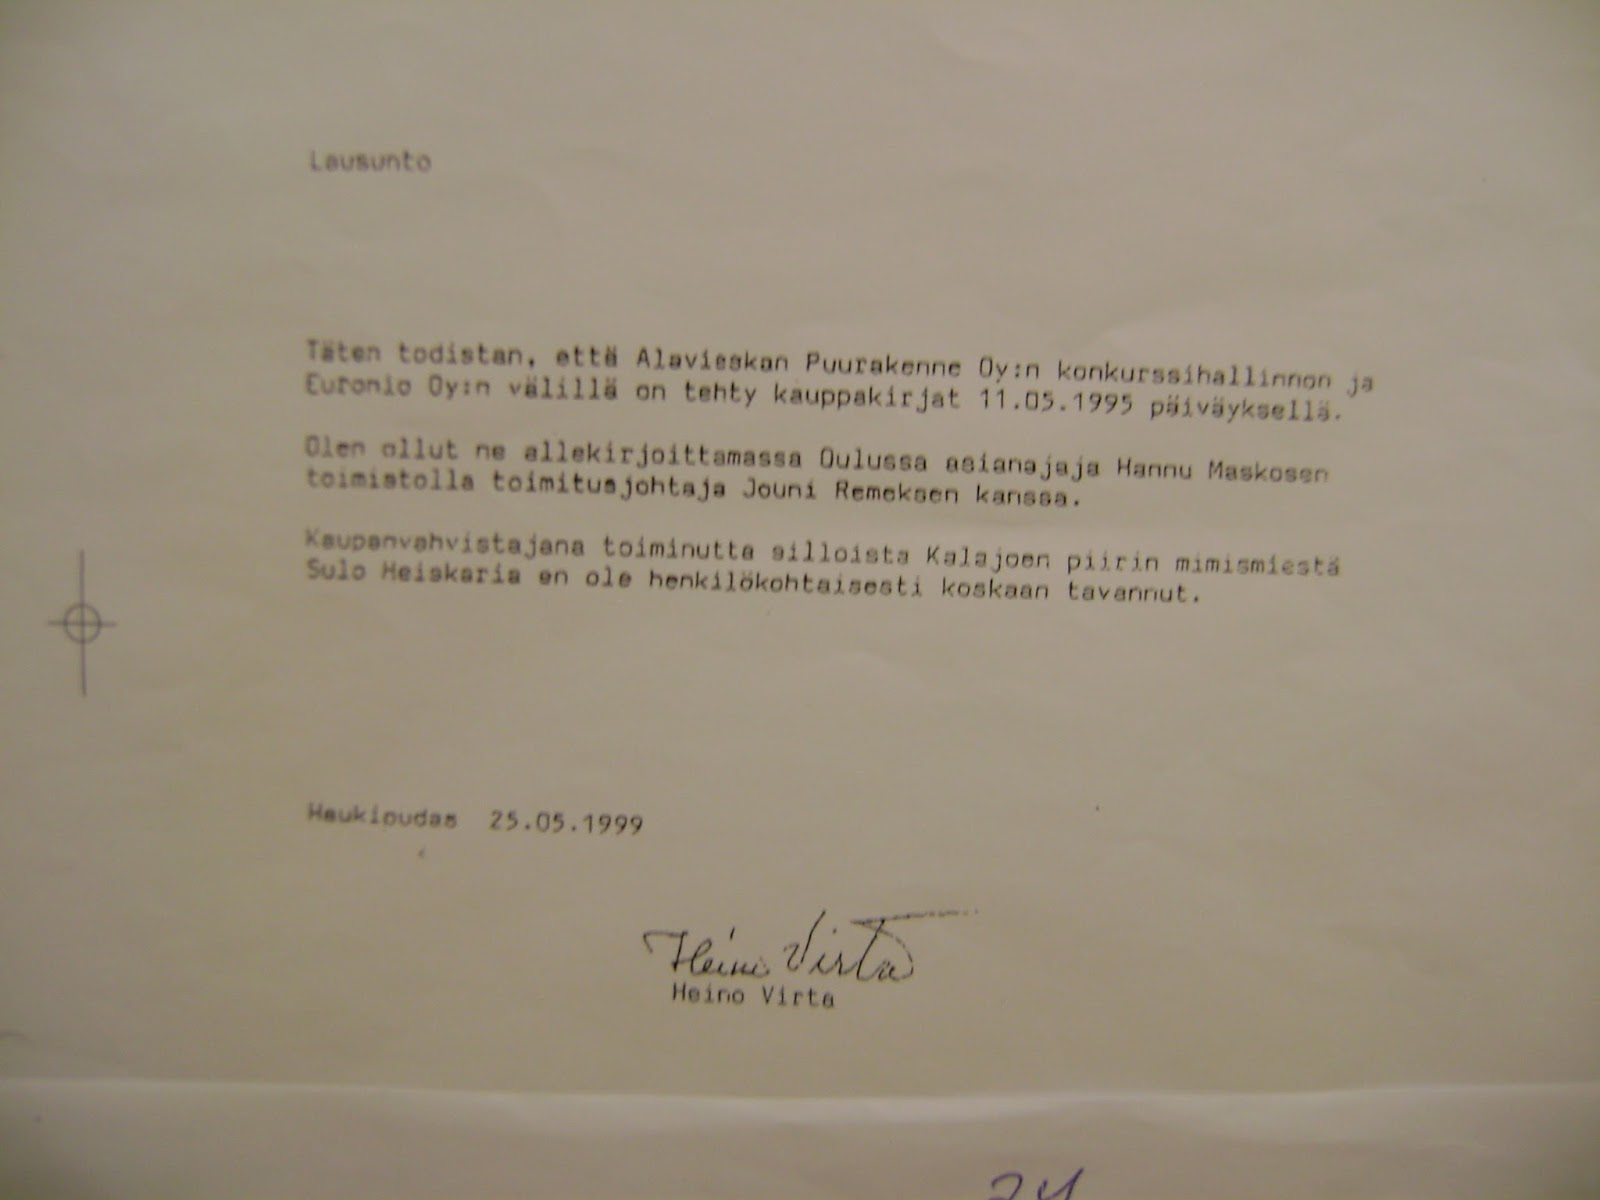 Lausunto
Täten todistan, että Alavieskan Puurakenne Oy:n konkurssihallinnon ja
Euronio Oy:n välillä on tehty kauppakirjat 11.05.1995 päiväyksellä.
Olen ollut ne allekirjoittamassa Oulussa asianajaja Hannu Maskosen
toimistolla toimitusjohtaja Jouni Remeksen kanssa.
Kaupanvahvistajana toiminutta silloista Kalajoen piirin mimismiestä
Sulo Heiskaria en ole henkilökohtaisesti koskaan tavannut.
Haukipudas 25.05.1999
Heino Virta
Heino Virta